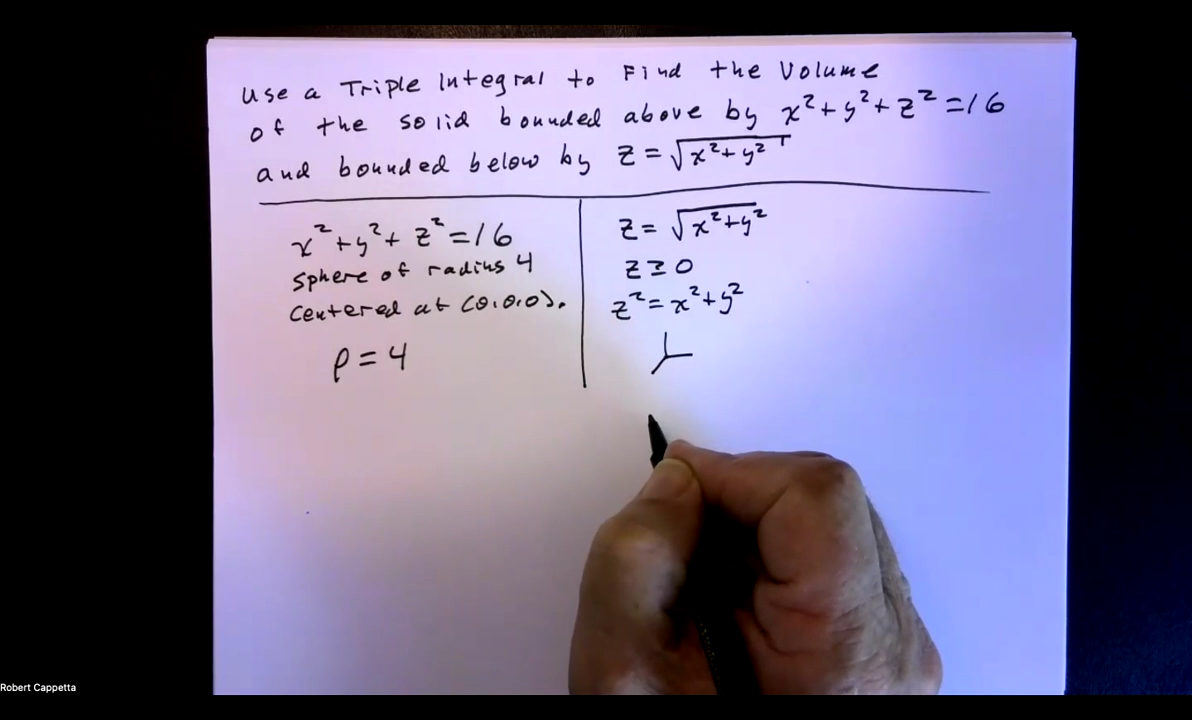 Use a Triple Integral to Find the Volume
of the solid bounded above by x²+y²+z²=16
and bounded below by z=√x²+y²
x²+y²+z²=16
sphere of radius 4
centered at (0,0,0).
ρ=4
z=√x²+y²
z≥0
z²=x²+y²
Robert Cappetta